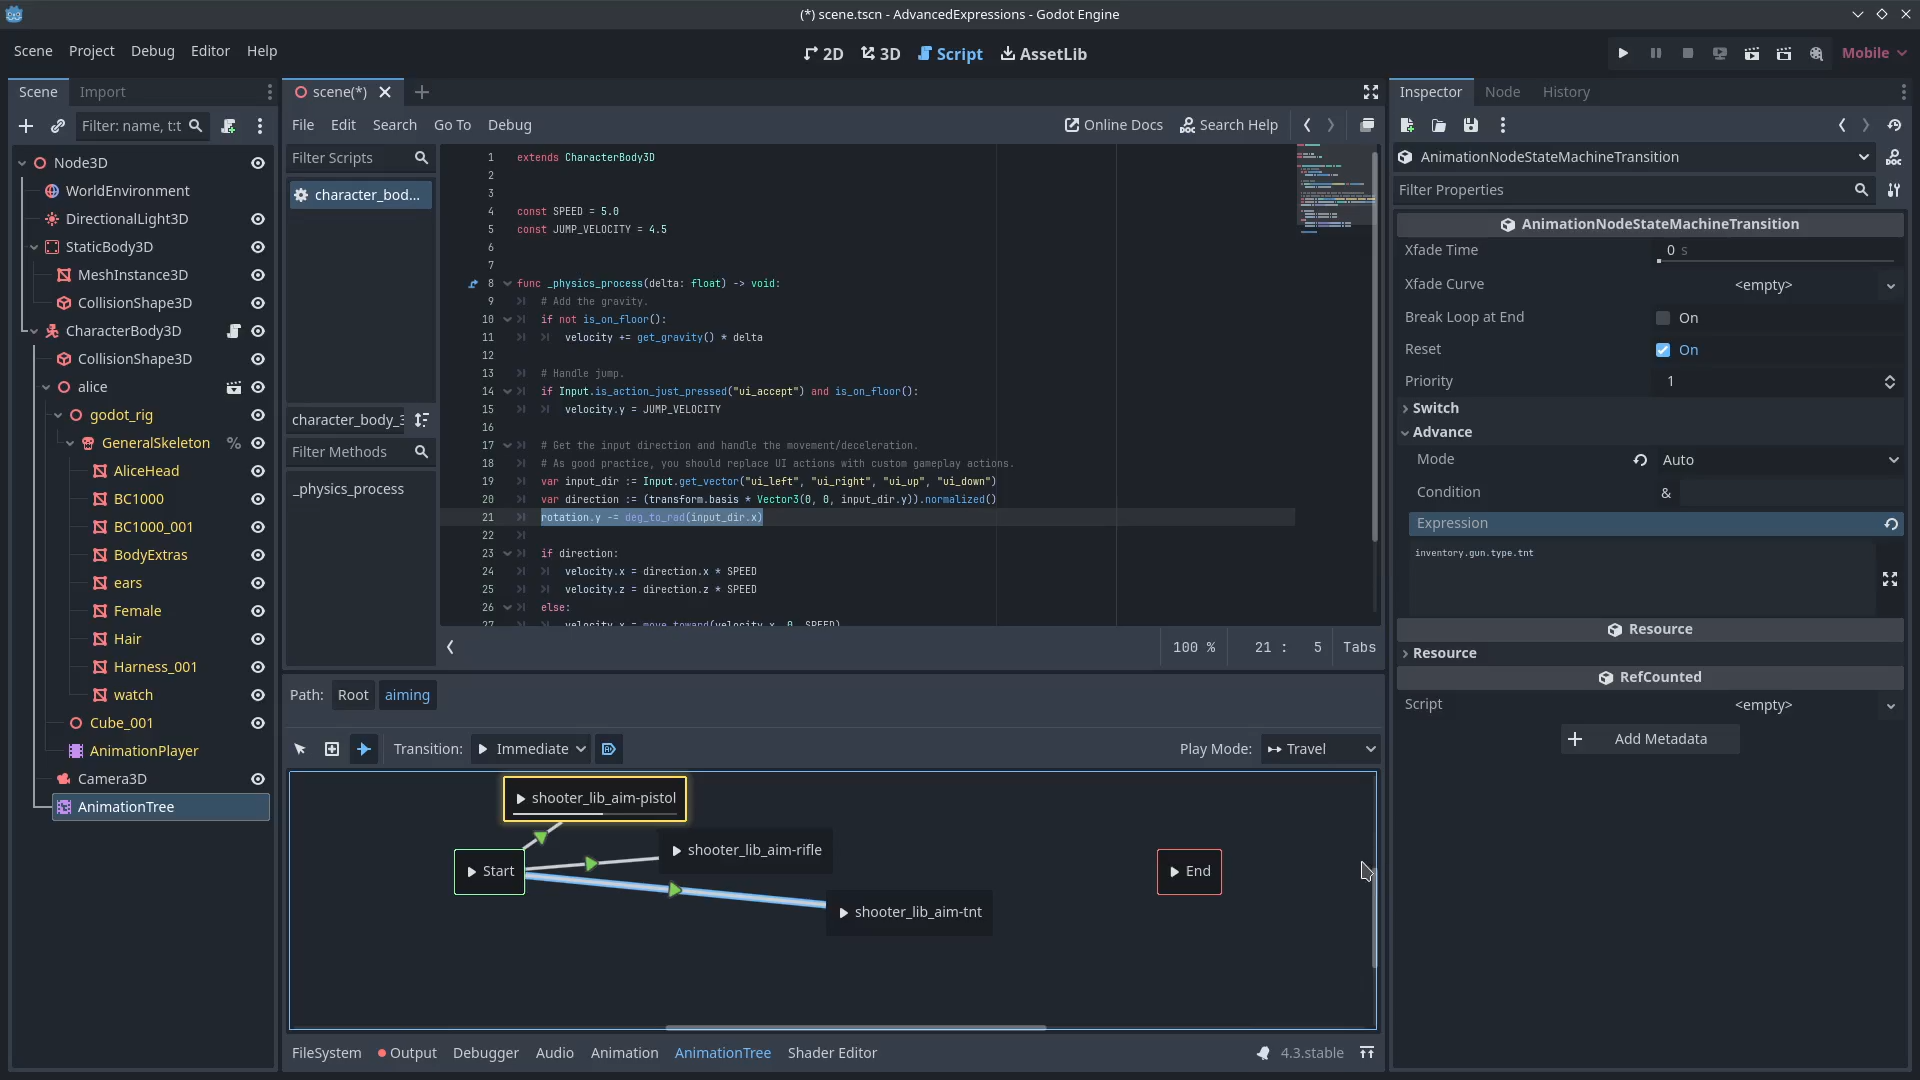 (*) scene.tscn - AdvancedExpressions - Godot Engine
Scene Project Debug Editor Help
2D 3D Script AssetLib
Mobile
Scene Import
Filter: name, t:t
Node3D
WorldEnvironment
DirectionalLight3D
StaticBody3D
MeshInstance3D
CollisionShape3D
CharacterBody3D
CollisionShape3D
alice
godot_rig
GeneralSkeleton %
AliceHead
BC1000
BC1000_001
BodyExtras
ears
Female
Hair
Harness_001
watch
Cube_001
AnimationPlayer
Camera3D
AnimationTree
scene(*)
File Edit Search Go To Debug
Online Docs Search Help
Filter Scripts
character_bod...
character_body_3
Filter Methods
_physics_process
1 extends CharacterBody3D
2
3
4 const SPEED = 5.0
5 const JUMP_VELOCITY = 4.5
6
7
8 func _physics_process(delta: float) -> void:
9 # Add the gravity.
10 if not is_on_floor():
11 velocity += get_gravity() * delta
12
13 # Handle jump.
14 if Input.is_action_just_pressed("ui_accept") and is_on_floor():
15 velocity.y = JUMP_VELOCITY
16
17 # Get the input direction and handle the movement/deceleration.
18 # As good practice, you should replace UI actions with custom gameplay actions.
19 var input_dir := Input.get_vector("ui_left", "ui_right", "ui_up", "ui_down")
20 var direction := (transform.basis * Vector3(0, 0, input_dir.y)).normalized()
21 rotation.y -= deg_to_rad(input_dir.x)
22
23 if direction:
24 velocity.x = direction.x * SPEED
25 velocity.z = direction.z * SPEED
26 else:
27 velocity.x = move_toward(velocity.x, 0, SPEED)
100 % 21 : 5 Tabs
Path: Root aiming
Transition: Immediate
Play Mode: Travel
shooter_lib_aim-pistol
shooter_lib_aim-rifle
Start
End
shooter_lib_aim-tnt
FileSystem Output Debugger Audio Animation AnimationTree Shader Editor
4.3.stable
Inspector Node History
AnimationNodeStateMachineTransition
Filter Properties
AnimationNodeStateMachineTransition
Xfade Time 0 s
Xfade Curve <empty>
Break Loop at End On
Reset On
Priority 1
Switch
Advance
Mode Auto
Condition &
Expression
inventory.gun.type.tnt
Resource
Resource
RefCounted
Script <empty>
Add Metadata